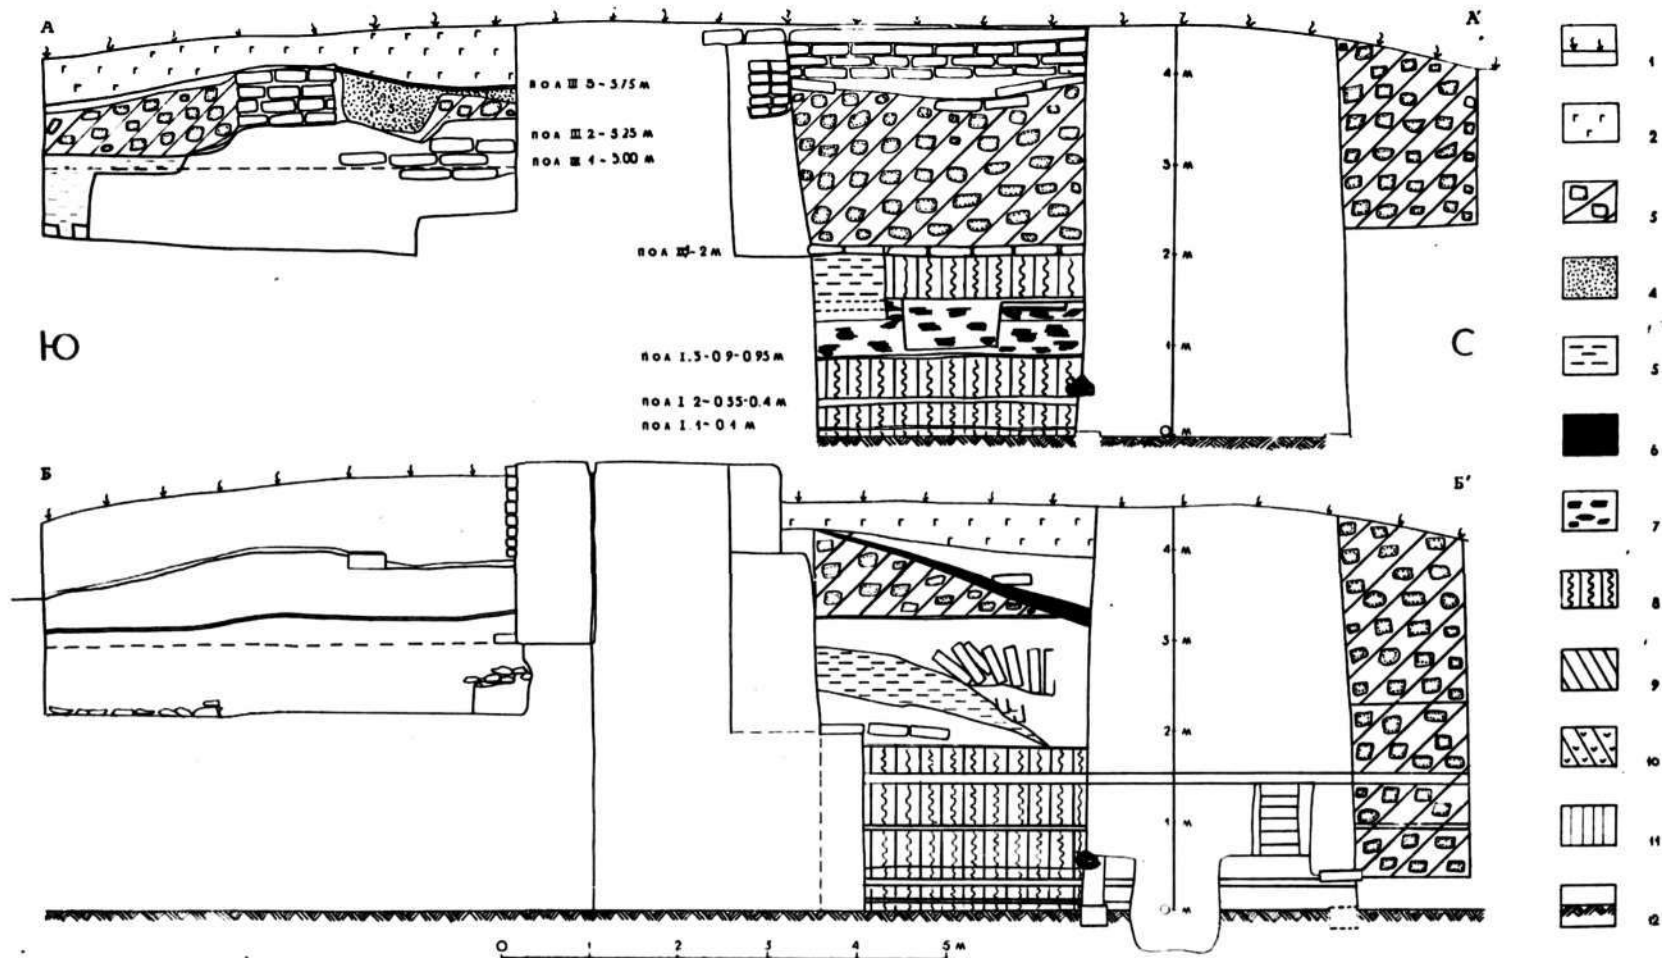 А А'
пол III 3 - 3.75 м
пол III 2 - 3.25 м
пол III 1 - 3.00 м
4 м
3 м
пол III - 2 м
2 м
Ю С
1 м
пол I.3 - 0.9 - 0.95 м
пол I 2 - 0.35 - 0.4 м
пол I.1 - 0.1 м
0 м
Б Б'
4 м
3 м
2 м
1 м
0 м
0 1 2 3 4 5 м
1
2
3
4
5
6
7
8
9
10
11
12